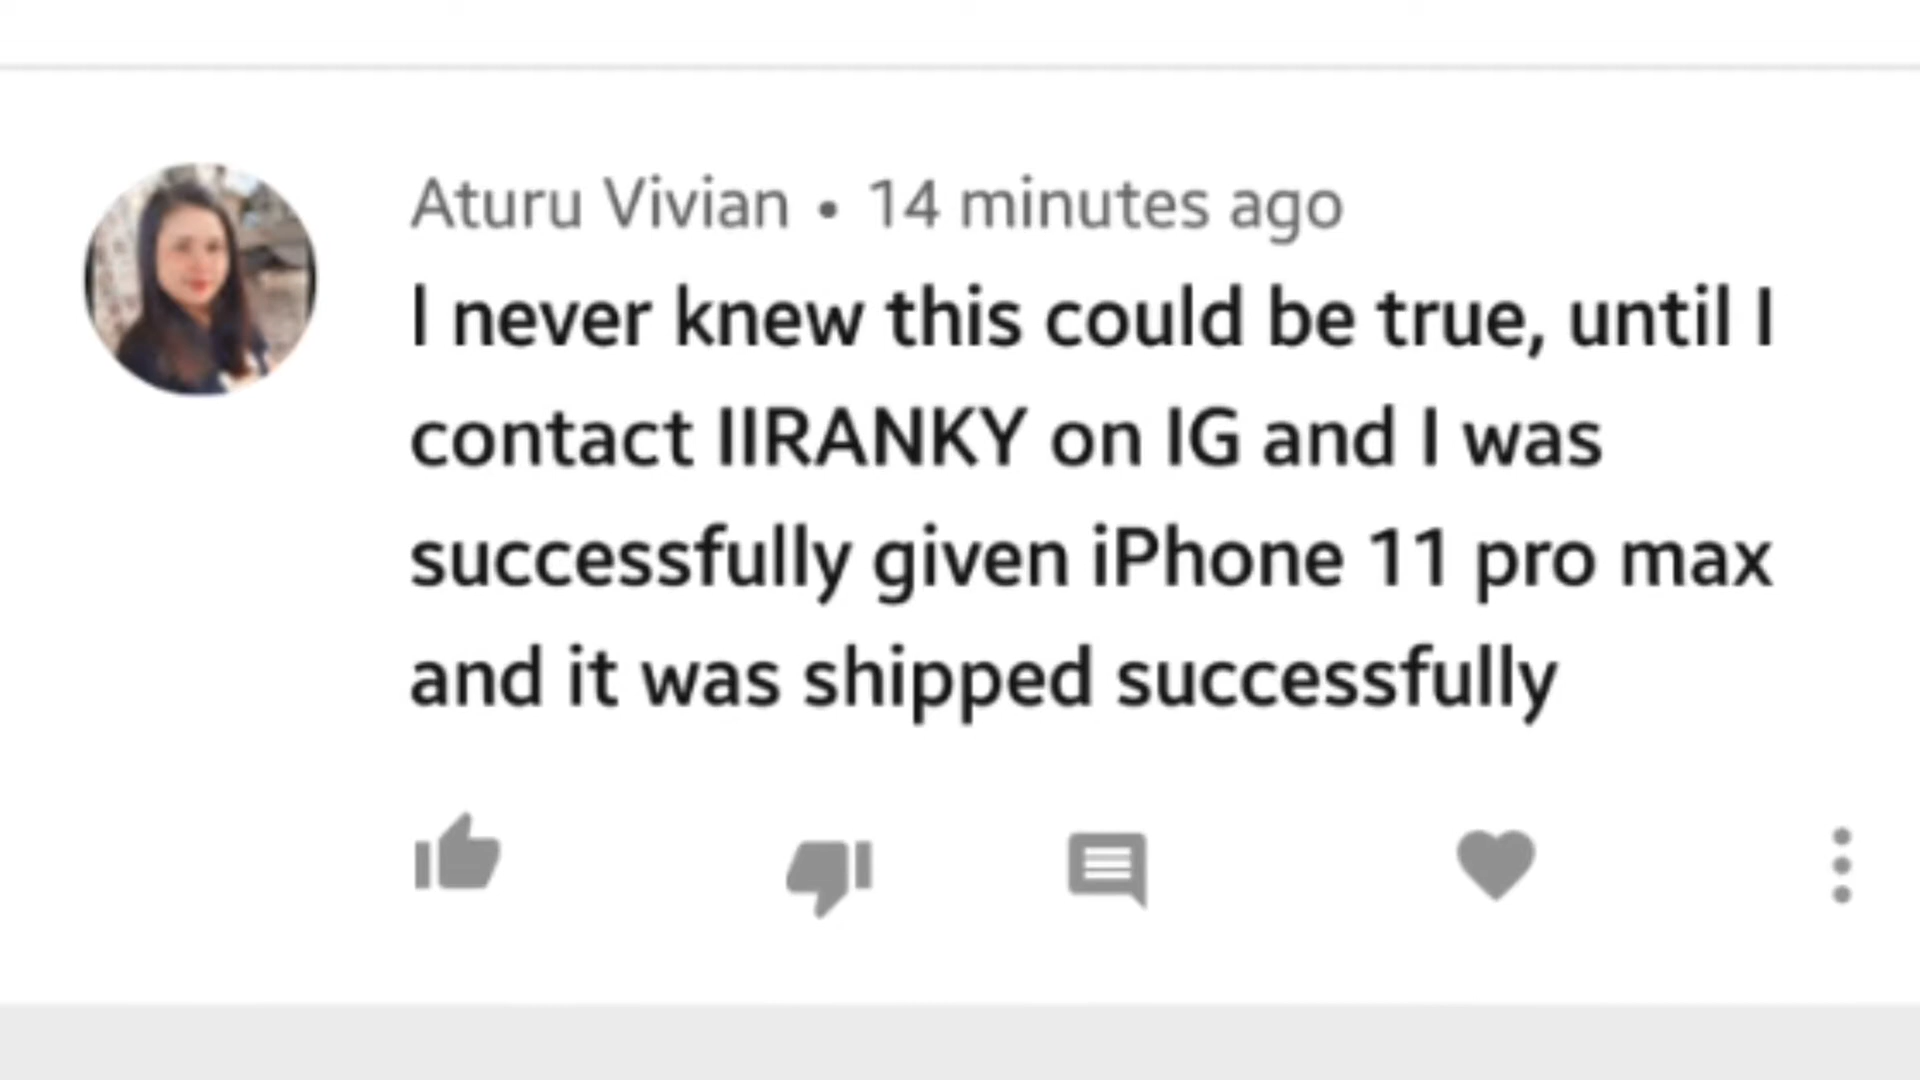 Aturu Vivian • 14 minutes ago
I never knew this could be true, until I
contact IIRANKY on IG and I was
successfully given iPhone 11 pro max
and it was shipped successfully